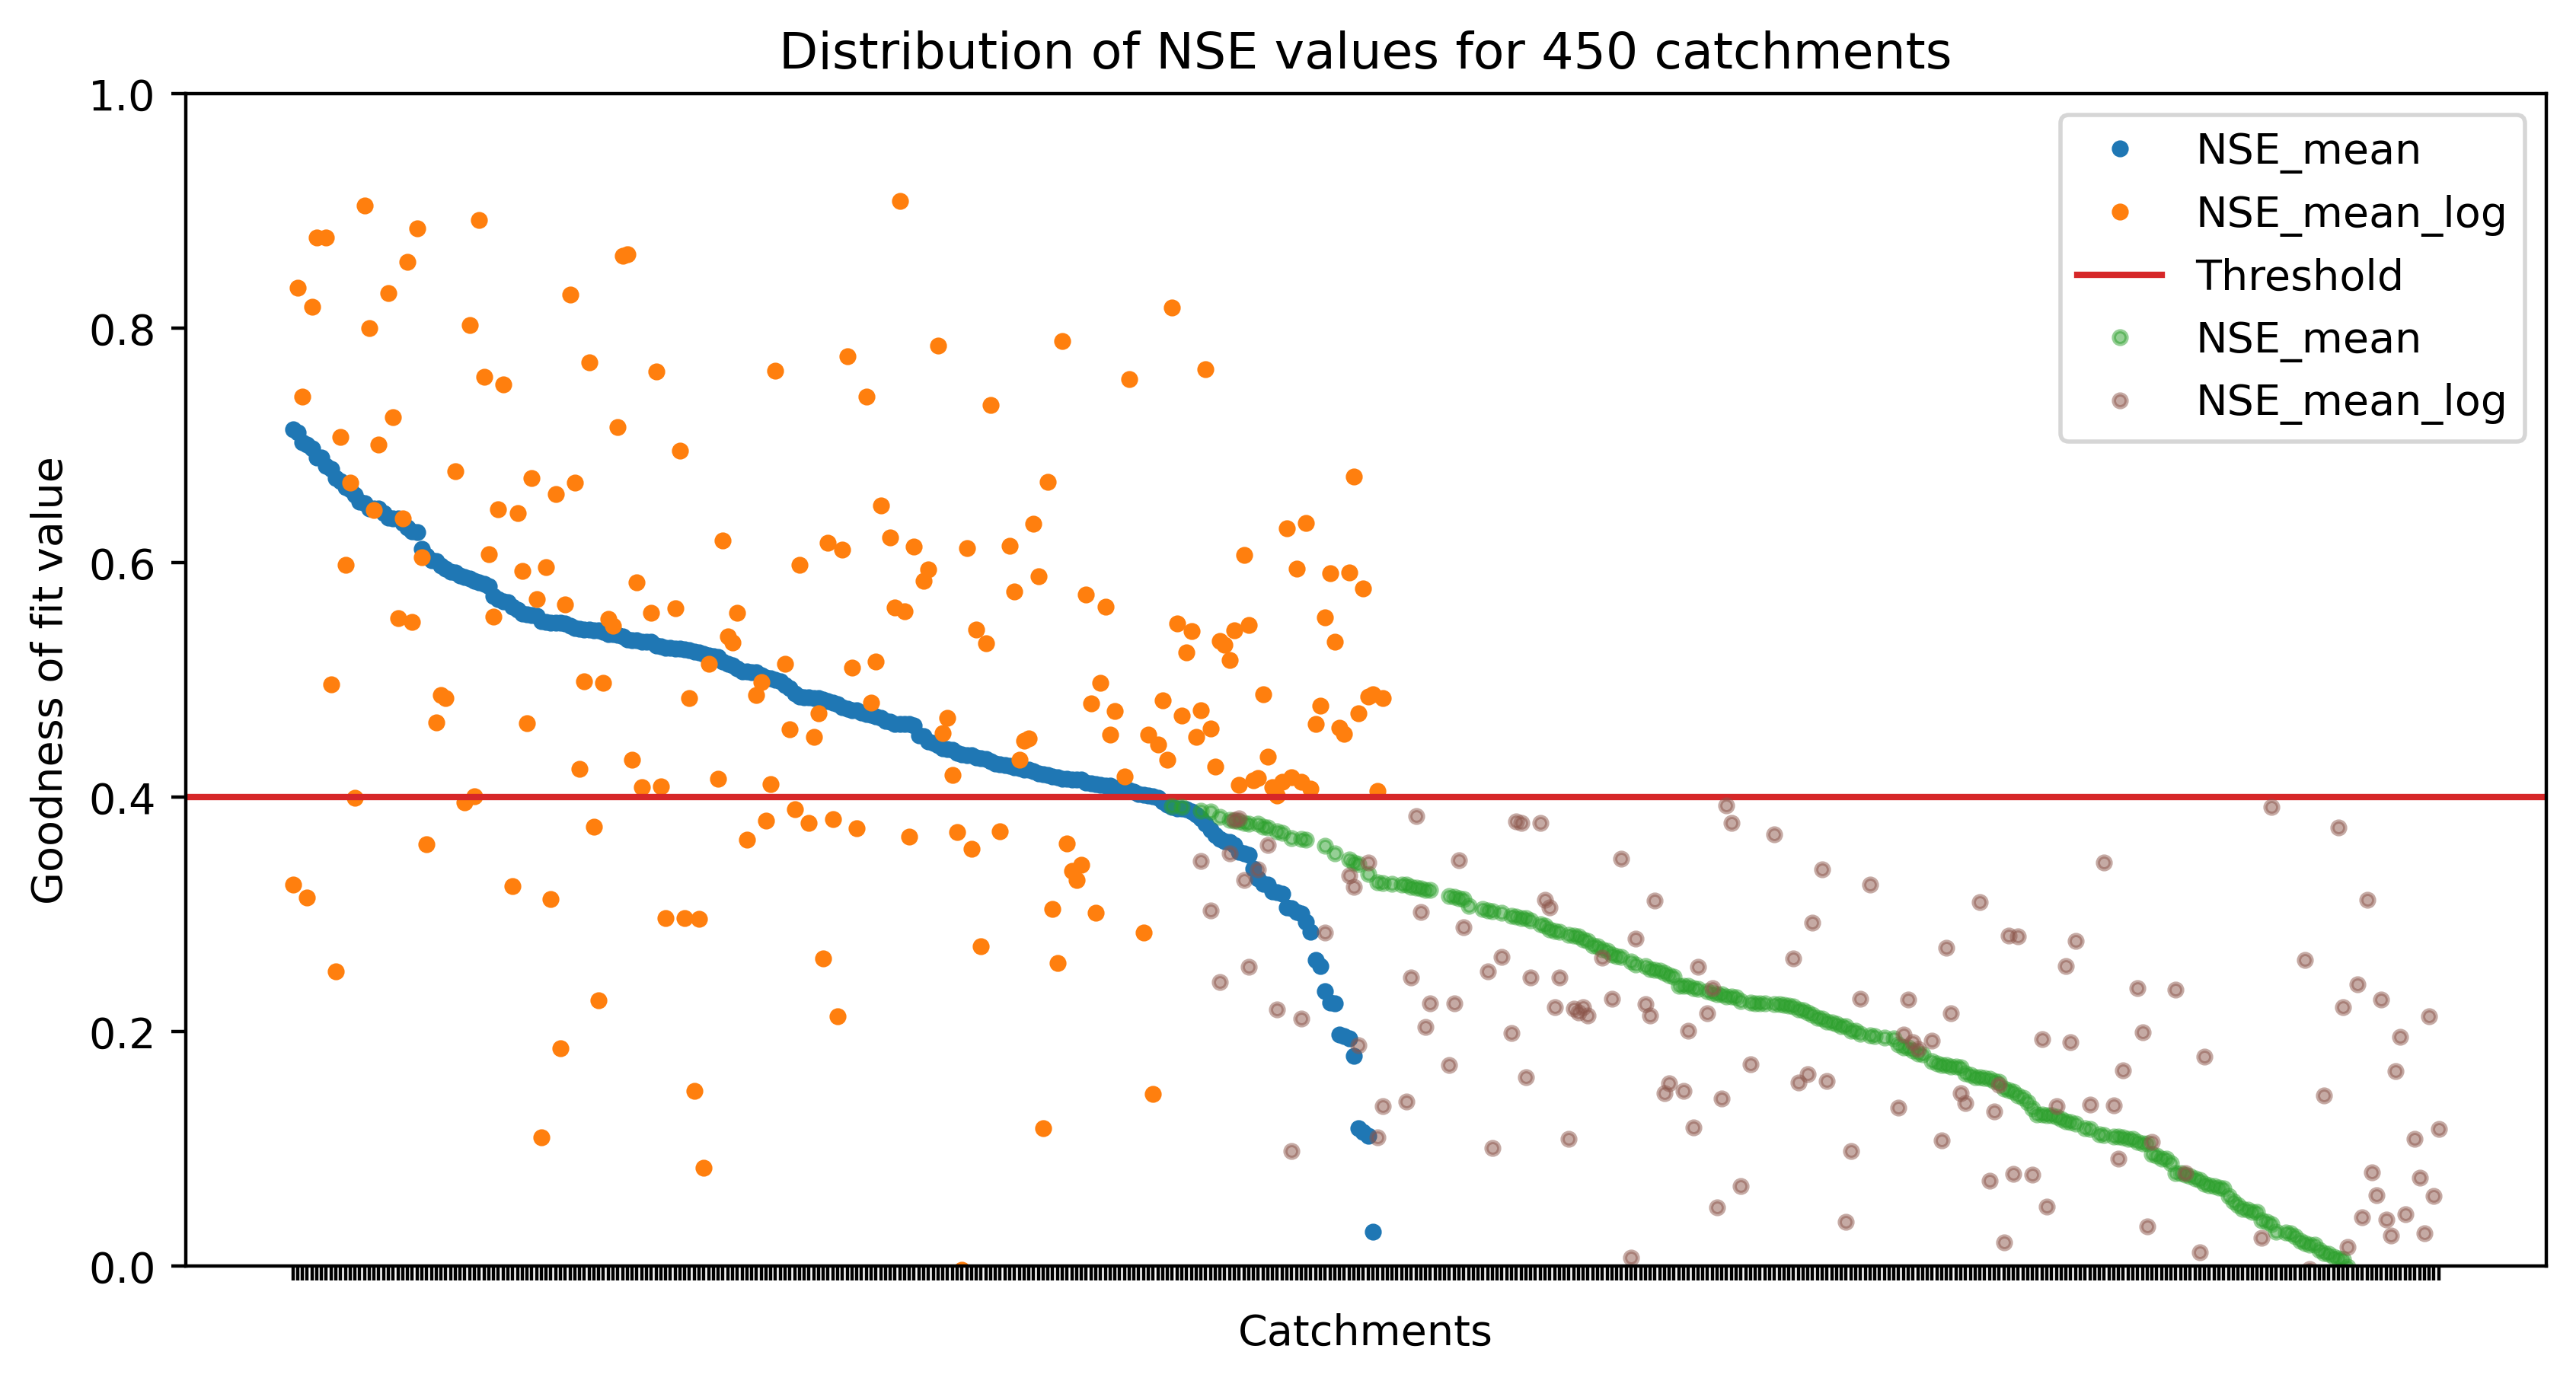 Distribution of NSE values for 450 catchments
1.0
0.8
0.6
0.4
0.2
0.0
Goodness of fit value
Catchments
NSE_mean
NSE_mean_log
Threshold
NSE_mean
NSE_mean_log